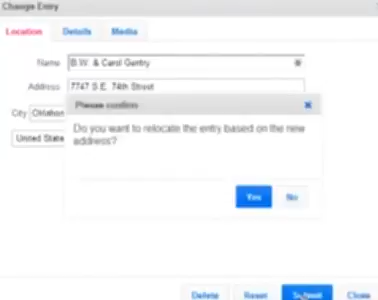 Change Entry
Location Details Media
Name B.W. & Carol Gentry
Address 7747 S.E. 74th Street
City Oklahom
Please confirm
Do you want to relocate the entry based on the new
address?
United State
Yes No
Delete Reset Submit Close